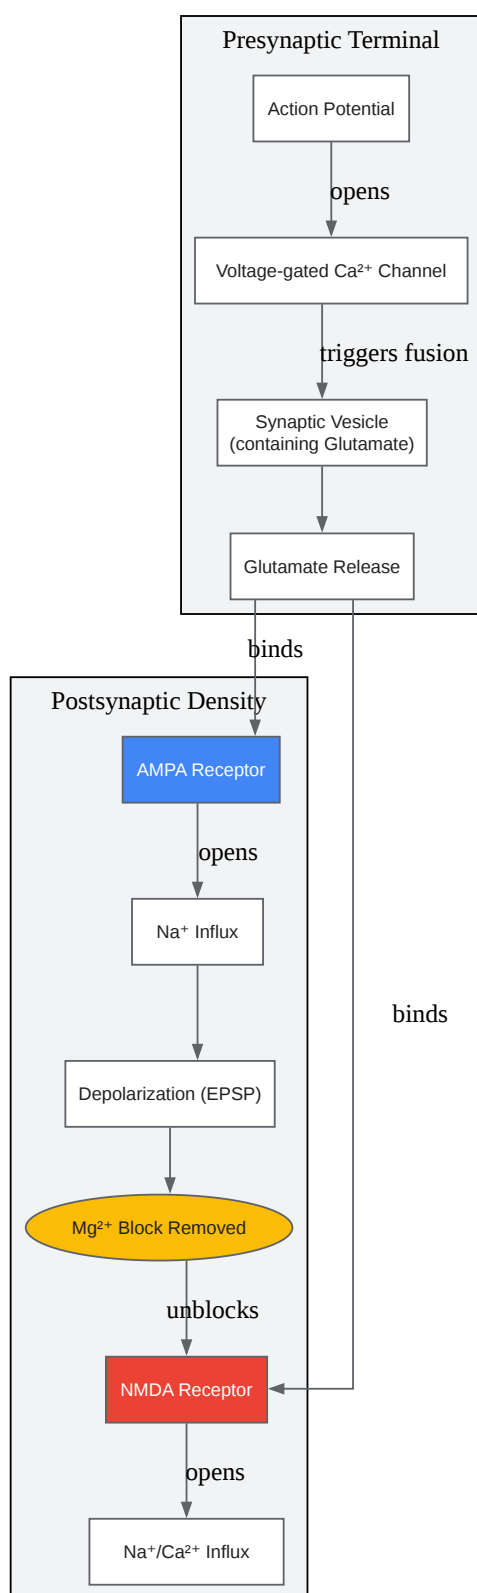 Presynaptic Terminal
Action Potential
opens
Voltage-gated Ca²⁺ Channel
triggers fusion
Synaptic Vesicle
(containing Glutamate)
Glutamate Release
binds
Postsynaptic Density
AMPA Receptor
opens
Na⁺ Influx
binds
Depolarization (EPSP)
Mg²⁺ Block Removed
unblocks
NMDA Receptor
opens
Na⁺/Ca²⁺ Influx